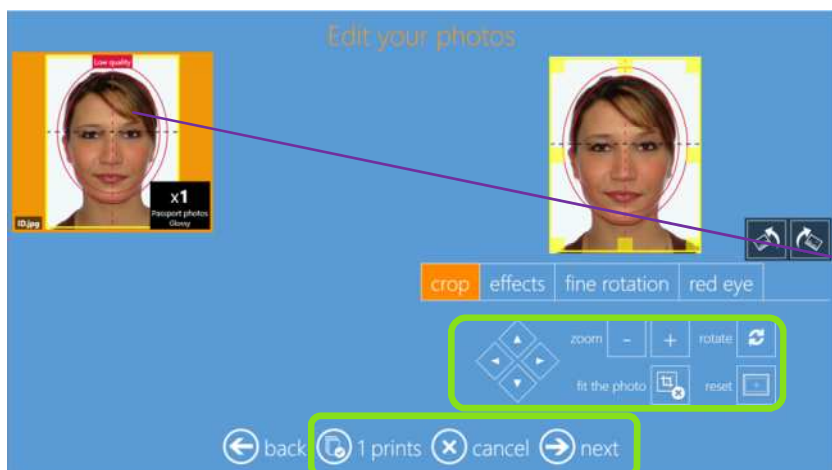 Edit your photos
Low quality
x1
Passport photos
Glossy
ID.jpg
crop effects fine rotation red eye
zoom - + rotate
fit the photo reset
back 1 prints cancel next